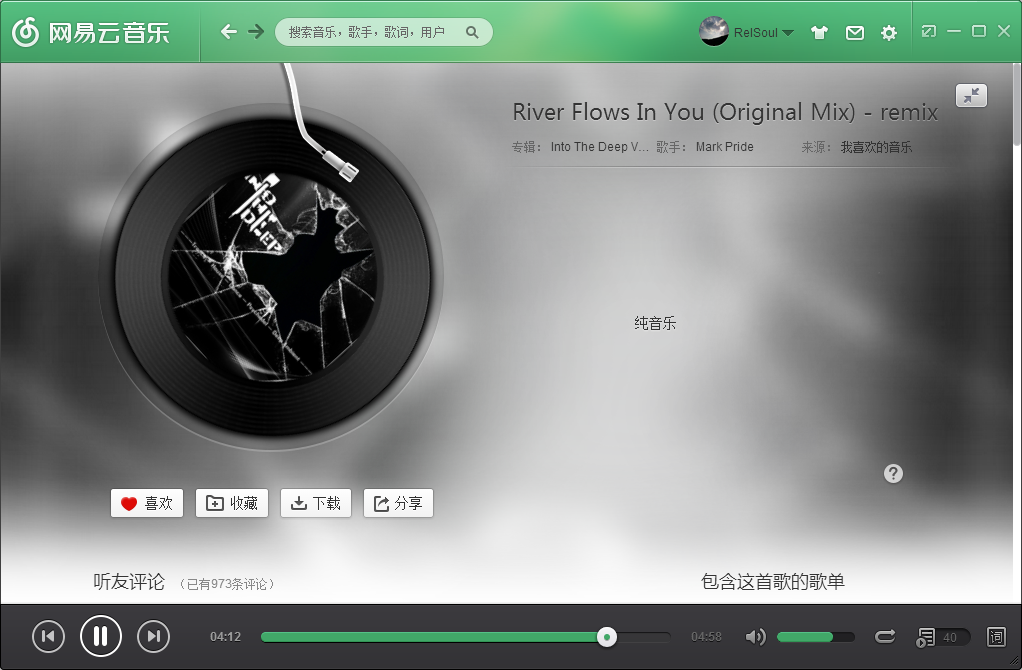 网易云音乐
搜索音乐，歌手，歌词，用户
RelSoul
River Flows In You (Original Mix) - remix
专辑： Into The Deep V... 歌手： Mark Pride 来源： 我喜欢的音乐
INTO
THE
DEEP
纯音乐
?
喜欢 收藏 下载 分享
听友评论 （已有973条评论）
包含这首歌的歌单
04:12 04:58 40 词